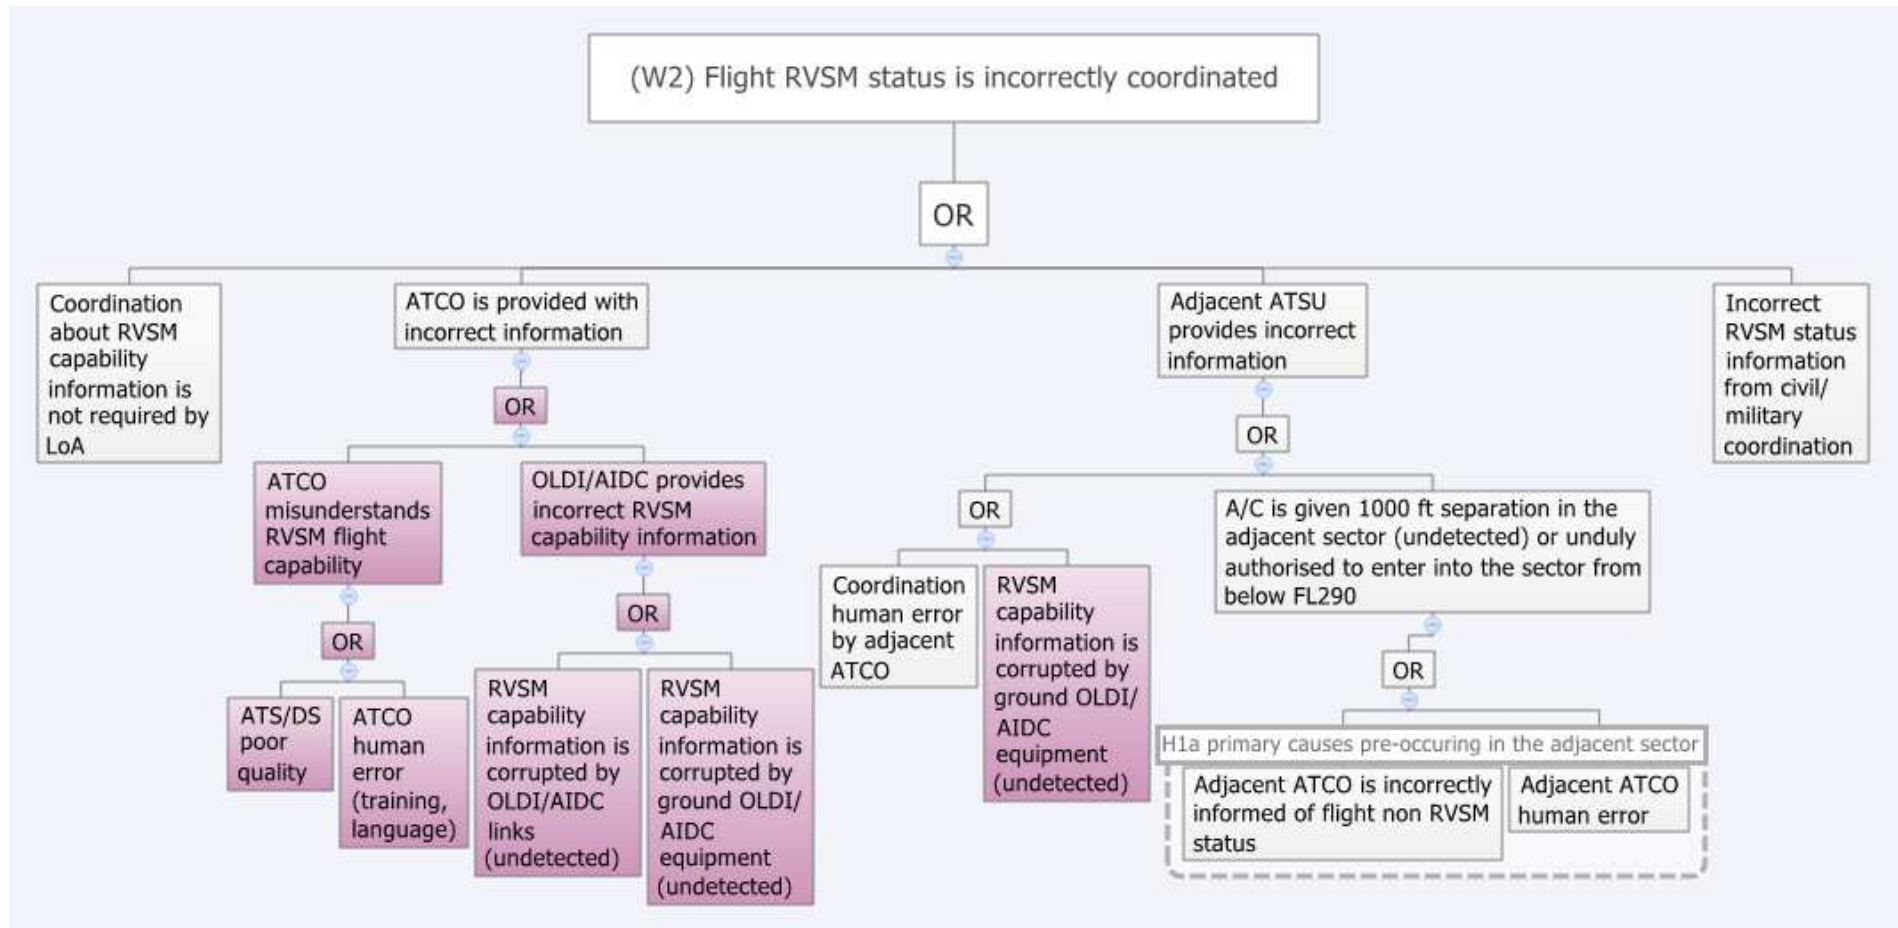 (W2) Flight RVSM status is incorrectly coordinated
OR
Coordination
about RVSM
capability
information is
not required by
LoA
ATCO is provided with
incorrect information
OR
ATCO
misunderstands
RVSM flight
capability
OR
ATS/DS
poor
quality
ATCO
human
error
(training,
language)
OLDI/AIDC provides
incorrect RVSM
capability information
OR
RVSM
capability
information is
corrupted by
OLDI/AIDC
links
(undetected)
RVSM
capability
information is
corrupted by
ground OLDI/
AIDC
equipment
(undetected)
Adjacent ATSU
provides incorrect
information
OR
OR
Coordination
human error
by adjacent
ATCO
RVSM
capability
information is
corrupted by
ground OLDI/
AIDC
equipment
(undetected)
A/C is given 1000 ft separation in the
adjacent sector (undetected) or unduly
authorised to enter into the sector from
below FL290
OR
H1a primary causes pre-occuring in the adjacent sector
Adjacent ATCO is incorrectly
informed of flight non RVSM
status
Adjacent ATCO
human error
Incorrect
RVSM status
information
from civil/
military
coordination